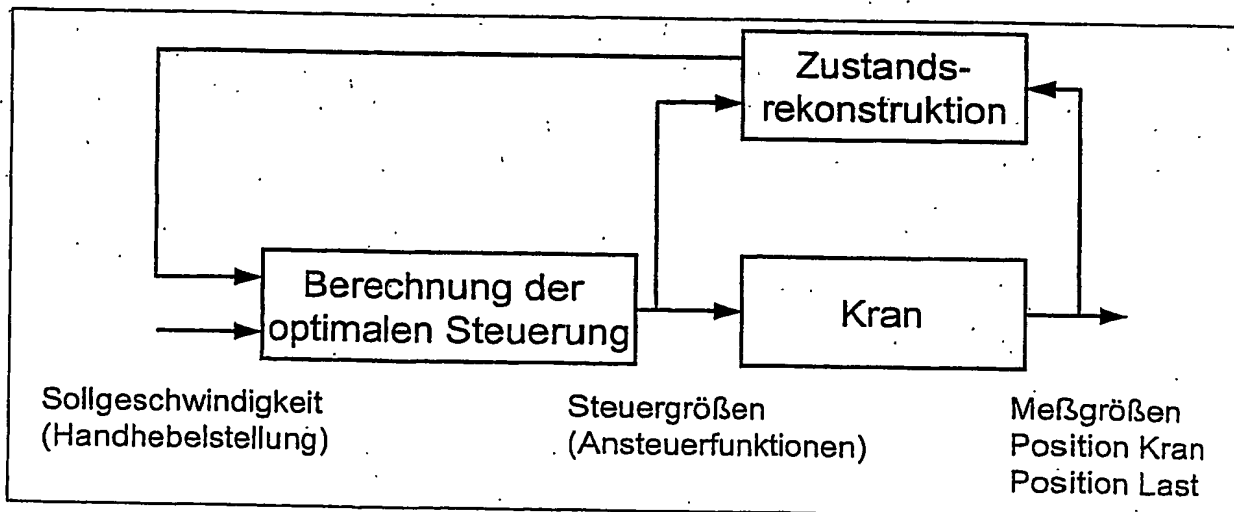 Zustands-
rekonstruktion
Berechnung der
optimalen Steuerung
Kran
Sollgeschwindigkeit
(Handhebelstellung)
Steuergrößen
(Ansteuerfunktionen)
Meßgrößen
Position Kran
Position Last